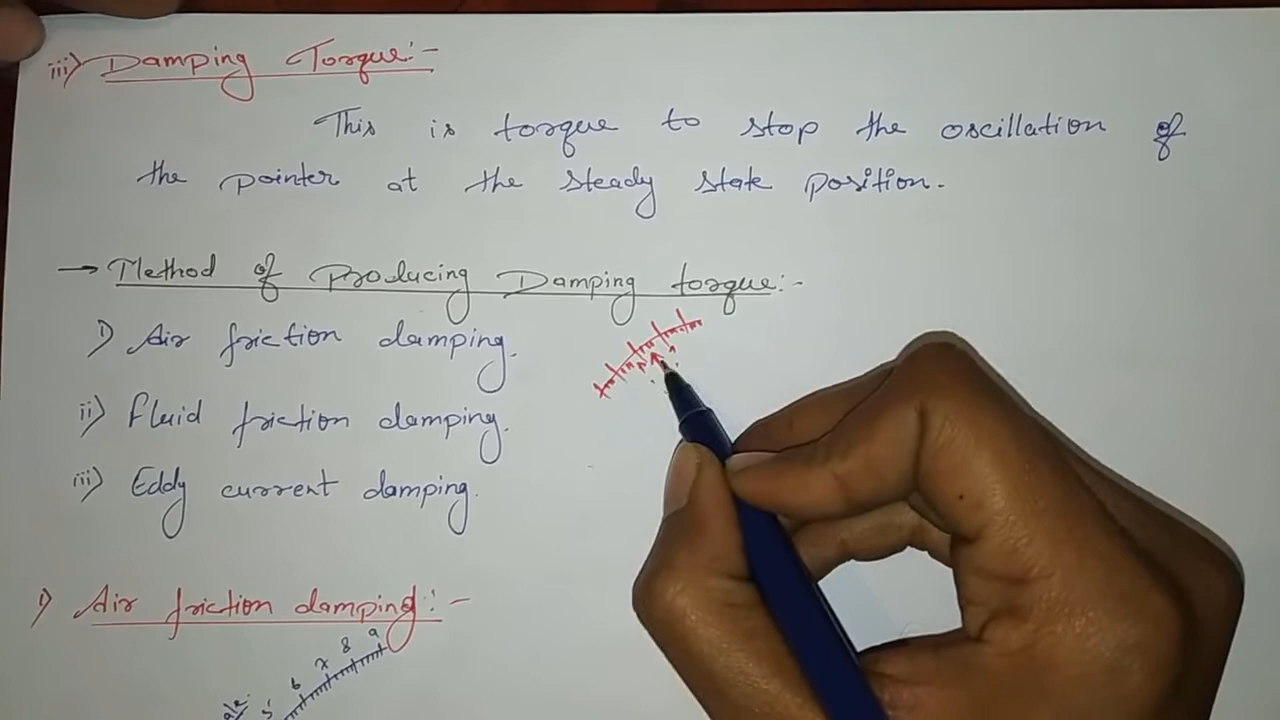 iii) Damping Torque:-
This is torque to stop the oscillation of
the pointer at the steady state position.
→ Method of Producing Damping torque:-
i) Air friction damping.
ii) Fluid friction damping.
iii) Eddy current damping.
i) Air friction damping:-
5 6 7 8 9